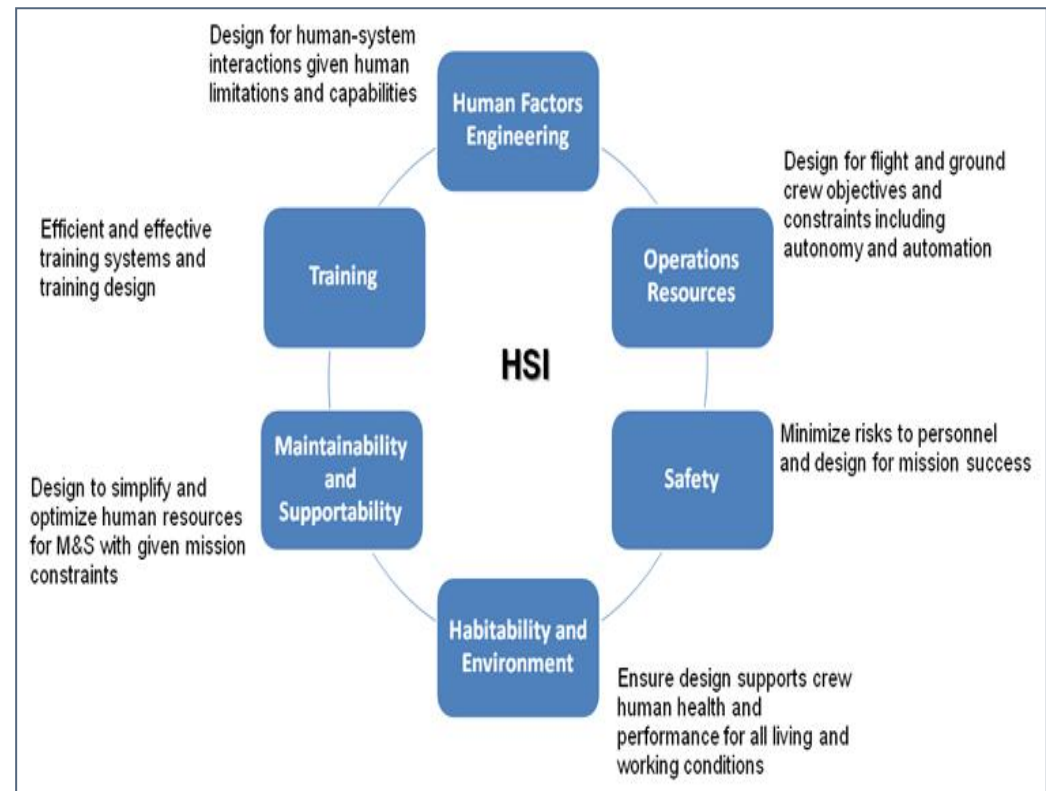 Design for human-system
interactions given human
limitations and capabilities
Human Factors
Engineering
Design for flight and ground
crew objectives and
constraints including
autonomy and automation
Operations
Resources
Efficient and effective
training systems and
training design
Training
HSI
Minimize risks to personnel
and design for mission success
Safety
Maintainability
and
Supportability
Design to simplify and
optimize human resources
for M&S with given mission
constraints
Habitability and
Environment
Ensure design supports crew
human health and
performance for all living and
working conditions